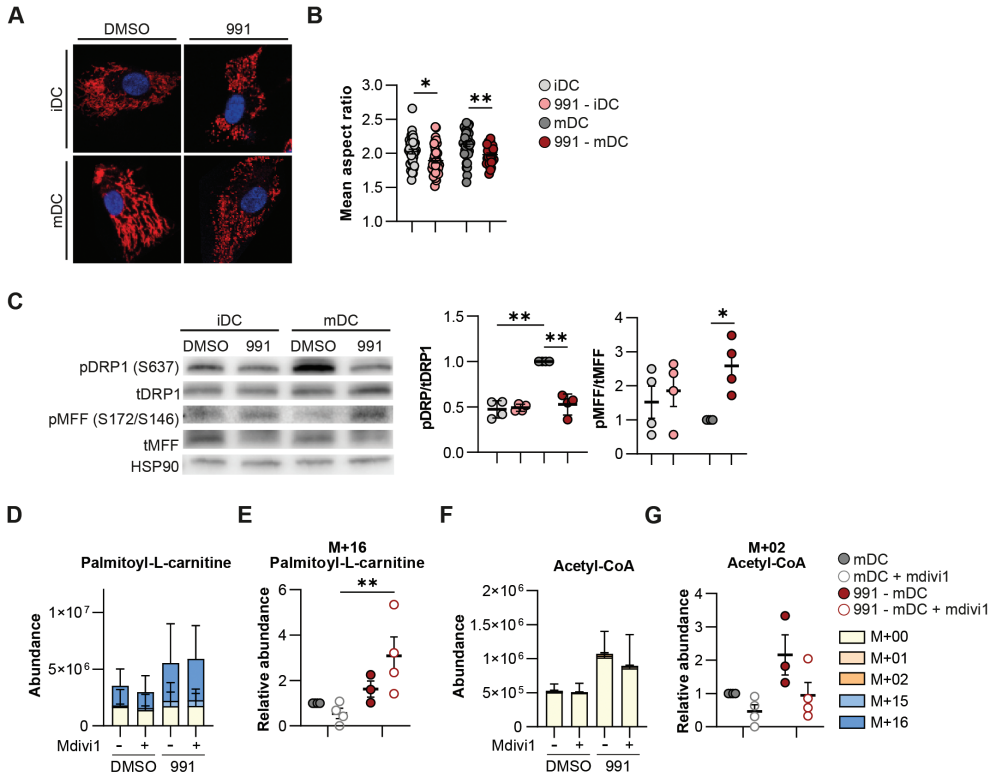 A
DMSO
991
iDC
mDC
B
Mean aspect ratio
3.0
2.5
2.0
1.5
1.0
*
**
iDC
991 - iDC
mDC
991 - mDC
C
iDC
mDC
DMSO
991
DMSO
991
pDRP1 (S637)
tDRP1
pMFF (S172/S146)
tMFF
HSP90
pDRP/tDRP1
1.5
1.0
0.5
0.0
**
**
pMFF/tMFF
4
3
2
1
0
*
D
Palmitoyl-L-carnitine
Abundance
1×10⁷
5×10⁶
0
Mdivi1
-
+
-
+
DMSO
991
E
M+16
Palmitoyl-L-carnitine
Relative abundance
6
4
2
0
**
F
Acetyl-CoA
Abundance
2×10⁶
2×10⁶
1×10⁶
5×10⁵
0
Mdivi1
-
+
-
+
DMSO
991
G
M+02
Acetyl-CoA
Relative abundance
4
3
2
1
0
mDC
mDC + mdivi1
991 - mDC
991 - mDC + mdivi1
M+00
M+01
M+02
M+15
M+16